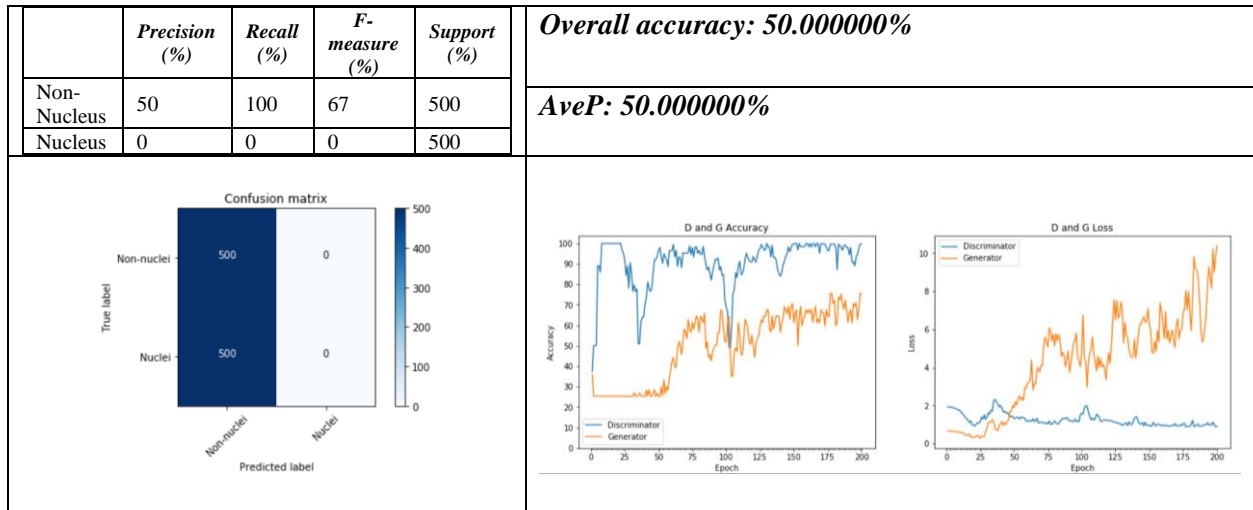 Precision (%) Recall (%) F-measure (%) Support (%)
Non-Nucleus 50 100 67 500
Nucleus 0 0 0 500
Overall accuracy: 50.000000%
AveP: 50.000000%
Confusion matrix
True label
Non-nuclei 500 0
Nuclei 500 0
Non-nuclei Nuclei
Predicted label
500
400
300
200
100
0
D and G Accuracy
Accuracy
100
90
80
70
60
50
40
30
20
10
0
Discriminator
Generator
0 25 50 75 100 125 150 175 200
Epoch
D and G Loss
Discriminator
Generator
Loss
10
8
6
4
2
0
0 25 50 75 100 125 150 175 200
Epoch